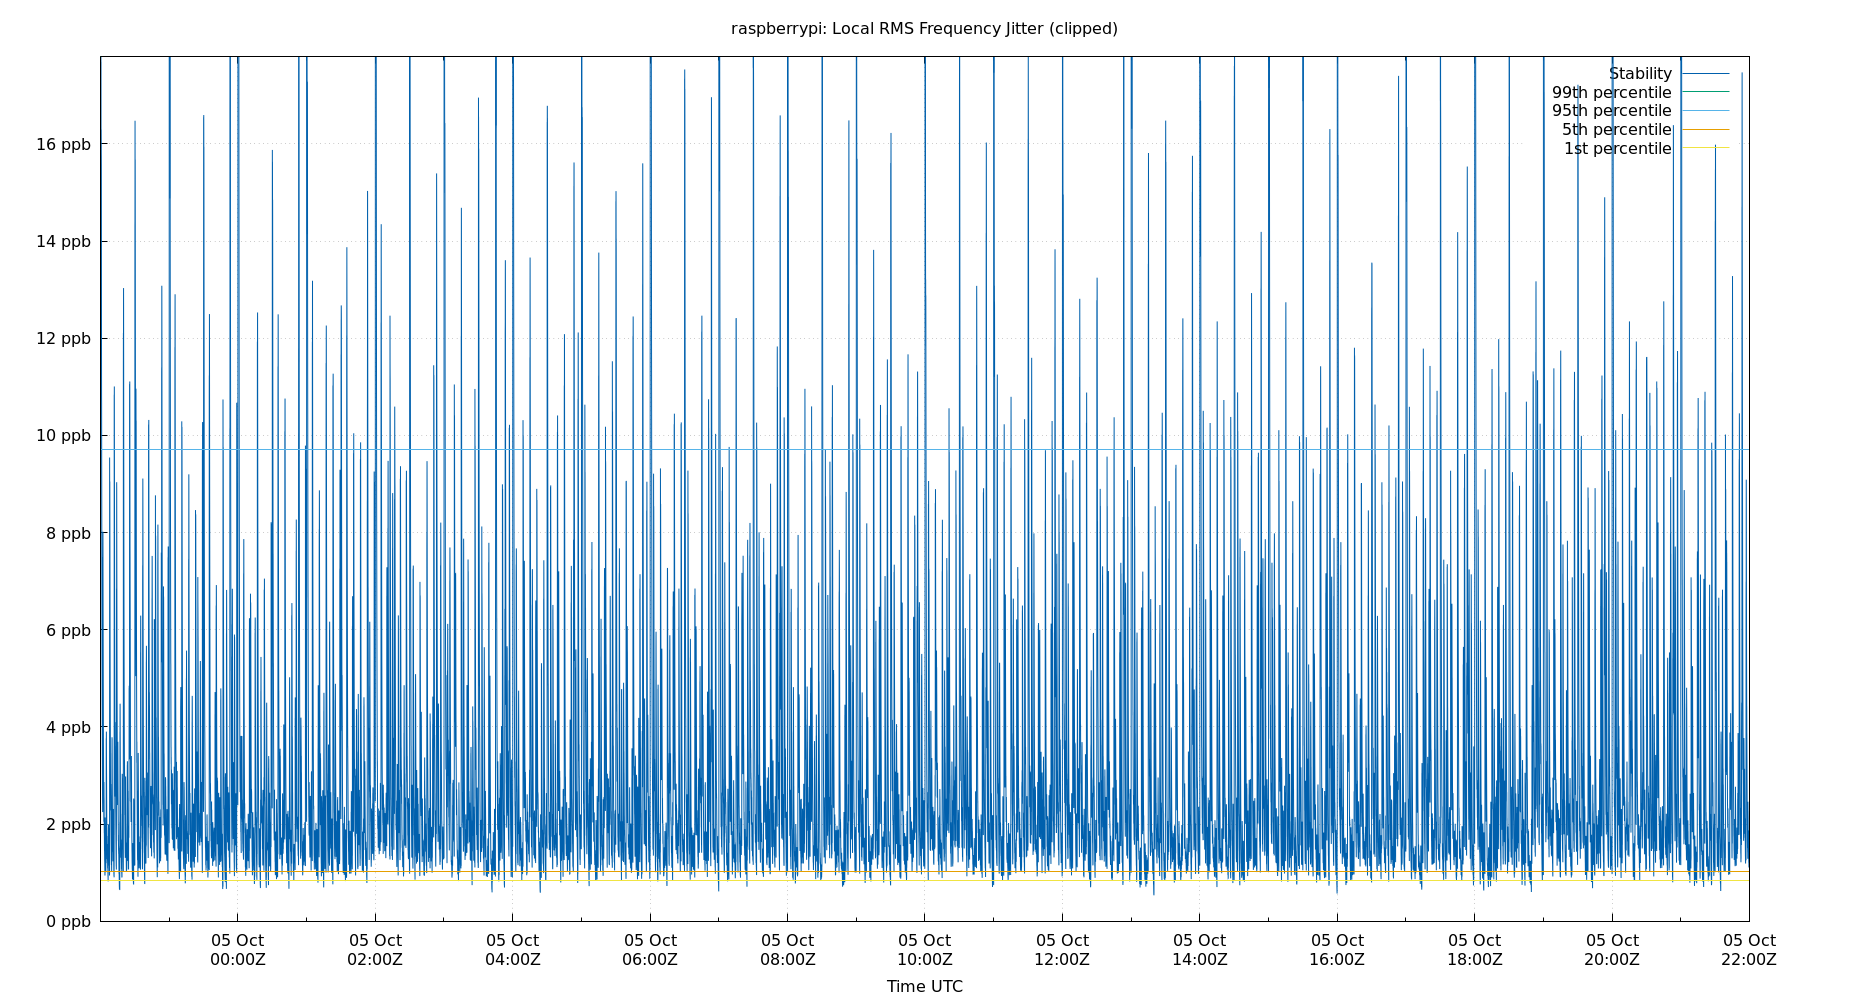 raspberrypi: Local RMS Frequency Jitter (clipped)
Stability
99th percentile
95th percentile
5th percentile
1st percentile
16 ppb
14 ppb
12 ppb
10 ppb
8 ppb
6 ppb
4 ppb
2 ppb
0 ppb
05 Oct 05 Oct 05 Oct 05 Oct 05 Oct 05 Oct 05 Oct 05 Oct 05 Oct 05 Oct 05 Oct 05 Oct
00:00Z 02:00Z 04:00Z 06:00Z 08:00Z 10:00Z 12:00Z 14:00Z 16:00Z 18:00Z 20:00Z 22:00Z
Time UTC